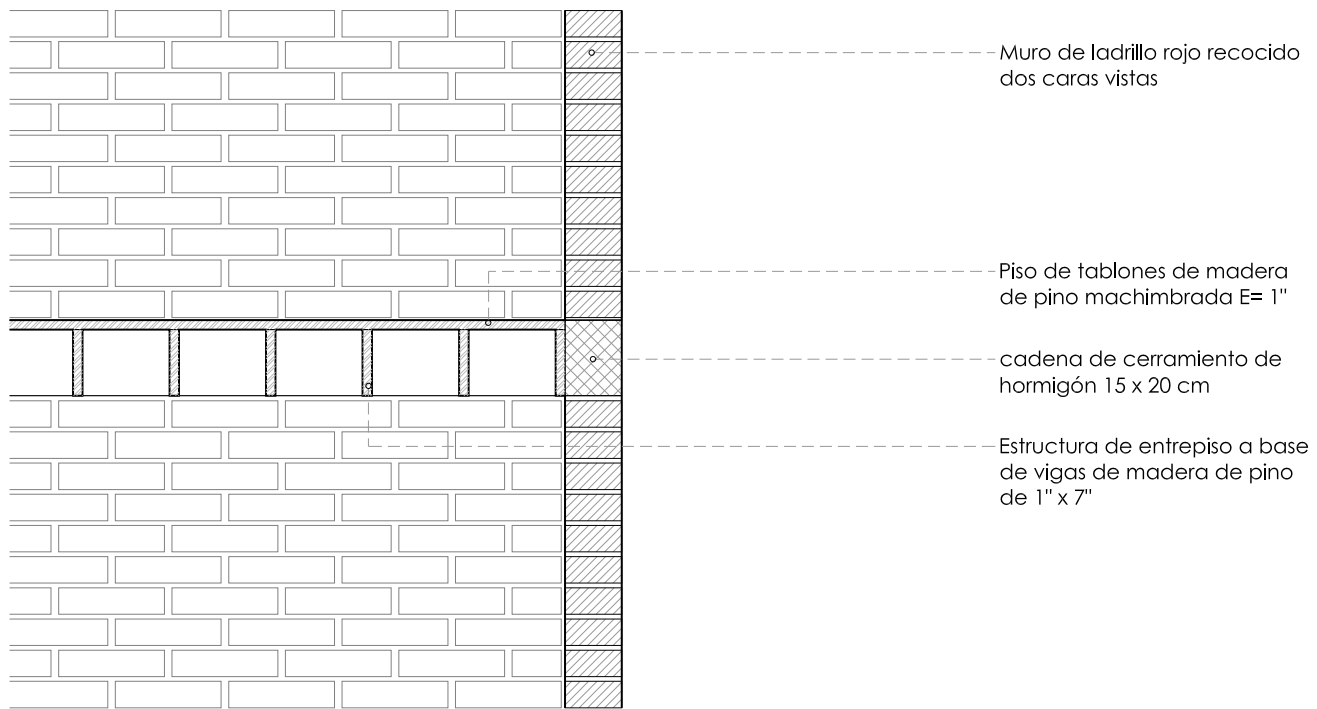 Muro de ladrillo rojo recocido
dos caras vistas
Piso de tablones de madera
de pino machimbrada E= 1"
cadena de cerramiento de
hormigón 15 x 20 cm
Estructura de entrepiso a base
de vigas de madera de pino
de 1" x 7"